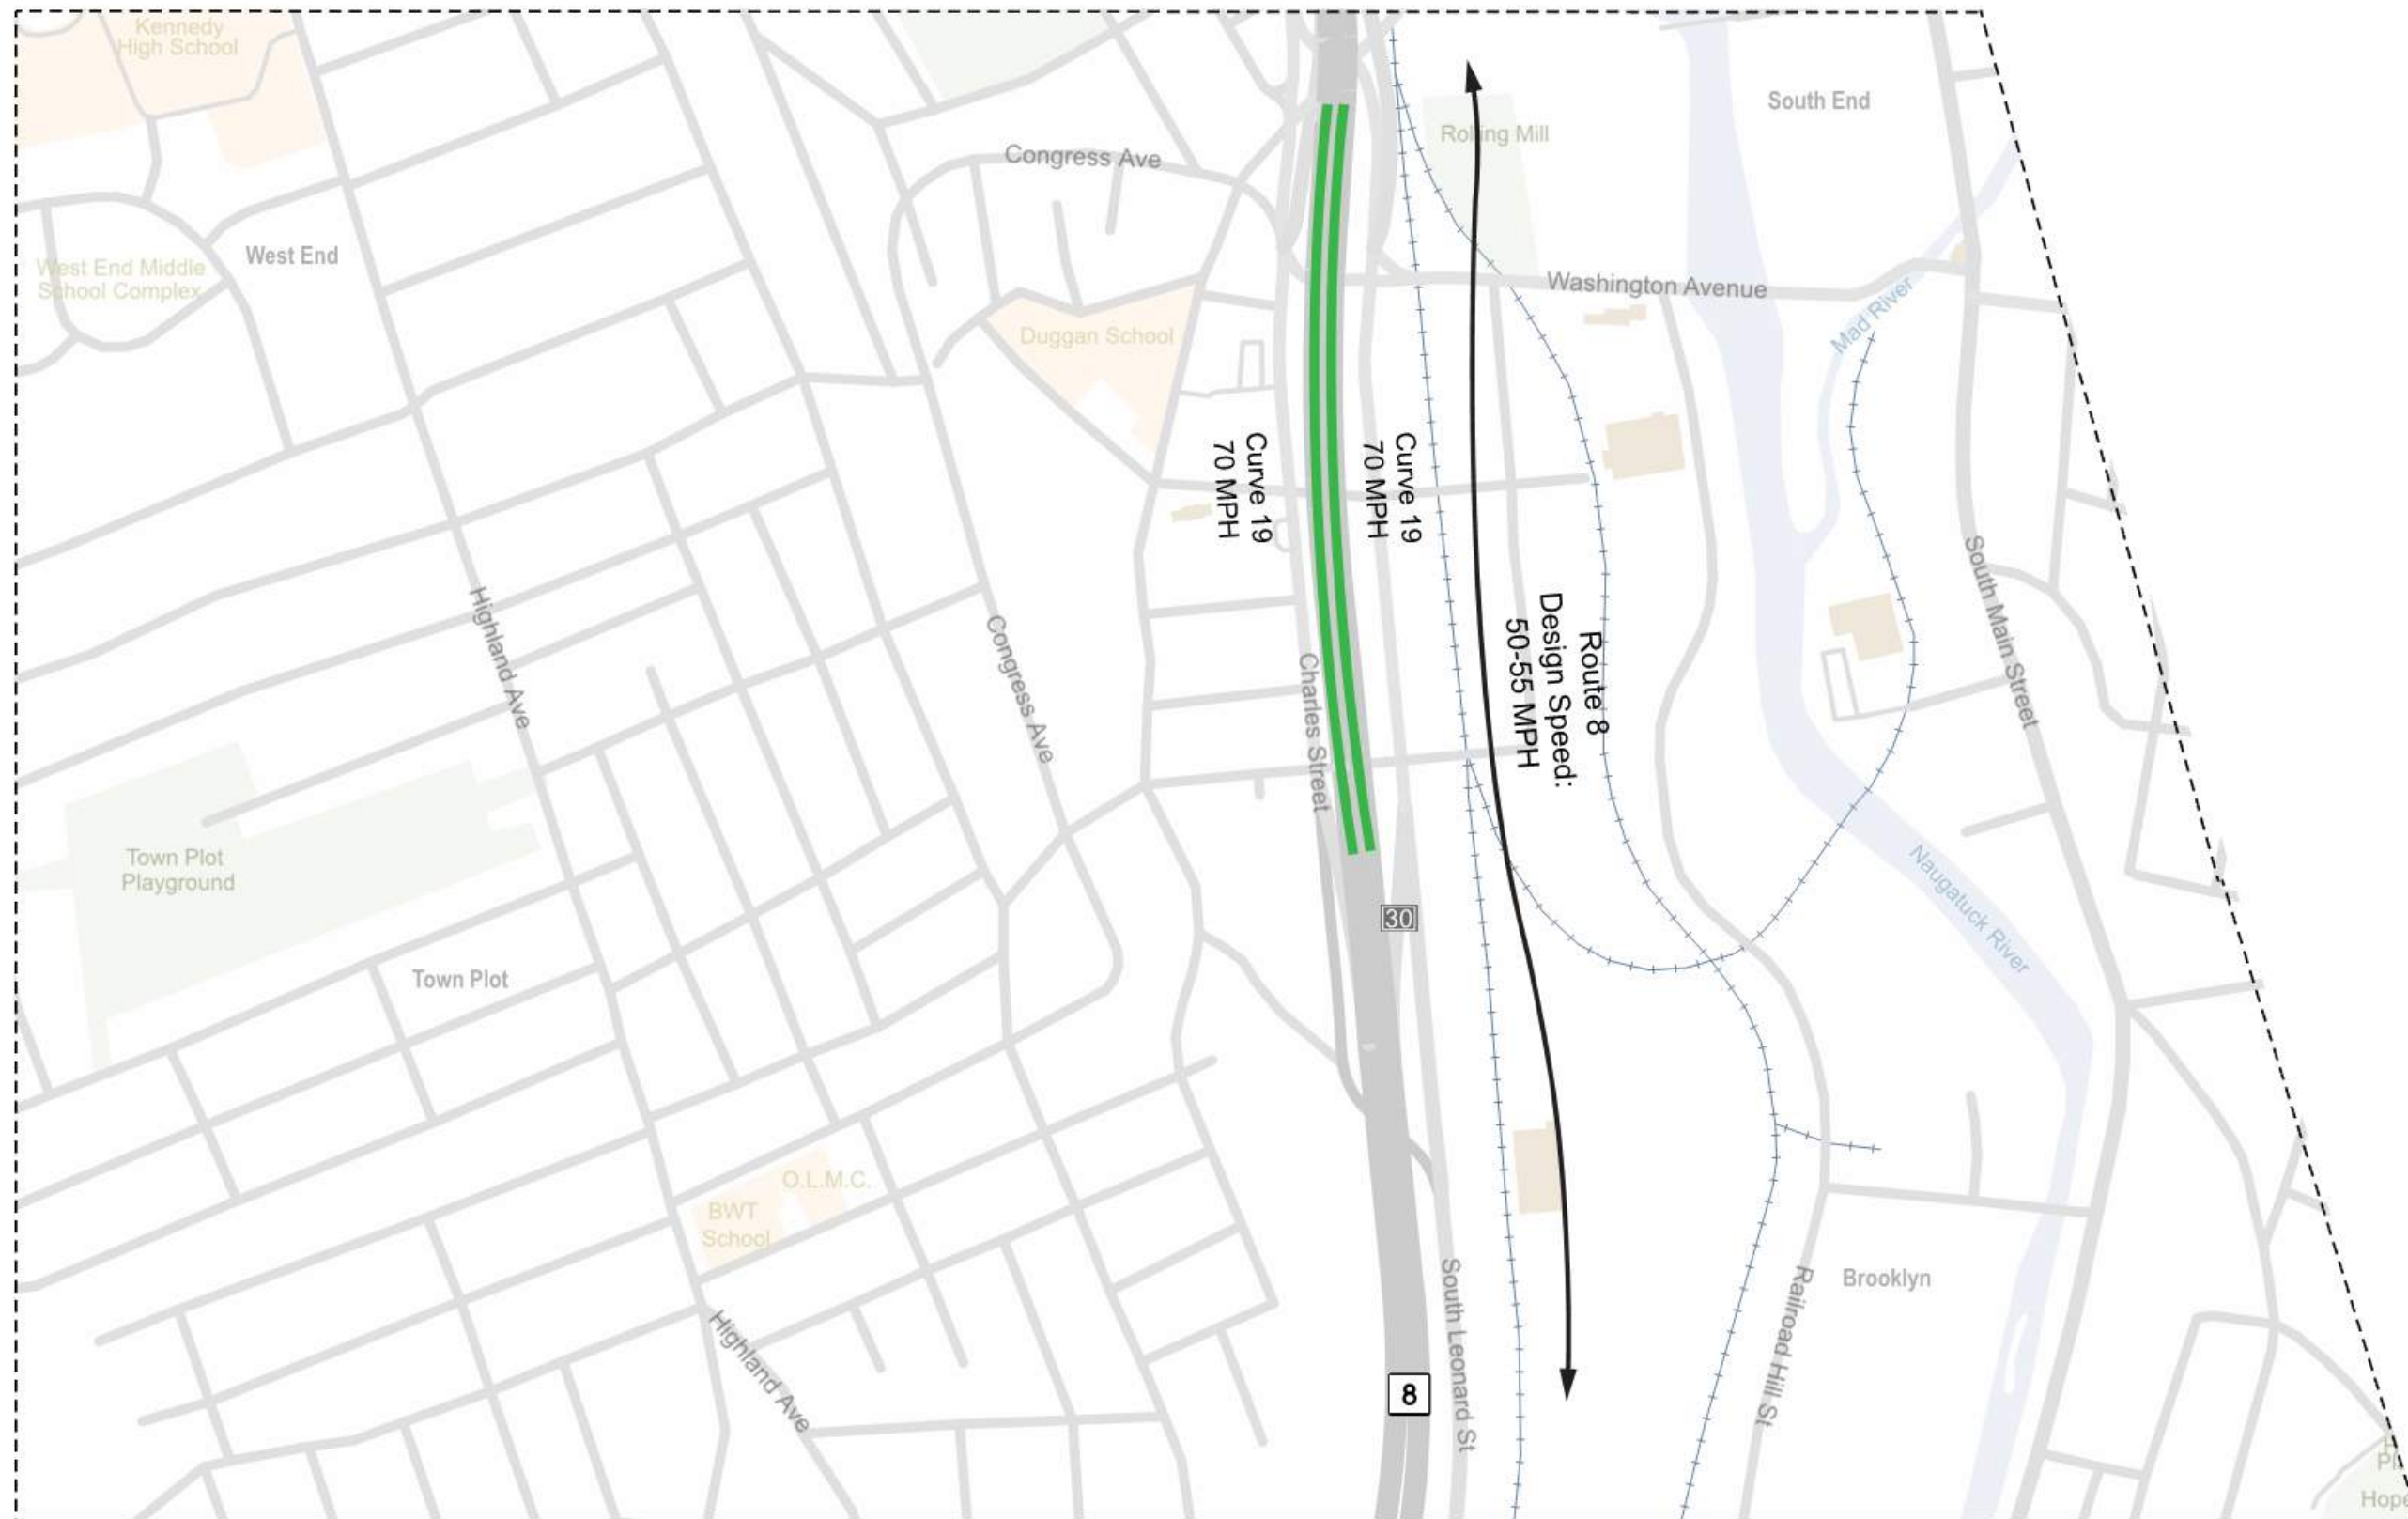 Kennedy
High School
South End
Rolling Mill
Congress Ave
West End
West End Middle
School Complex
Washington Avenue
Mad River
Duggan School
Curve 19
70 MPH
Curve 19
70 MPH
Route 8
Design Speed:
50-55 MPH
South Main Street
Highland Ave
Congress Ave
Charles Street
Town Plot
Playground
30
Naugatuck River
Town Plot
O.L.M.C.
BWT
School
Brooklyn
South Leonard St
Railroad Hill St
Highland Ave
8